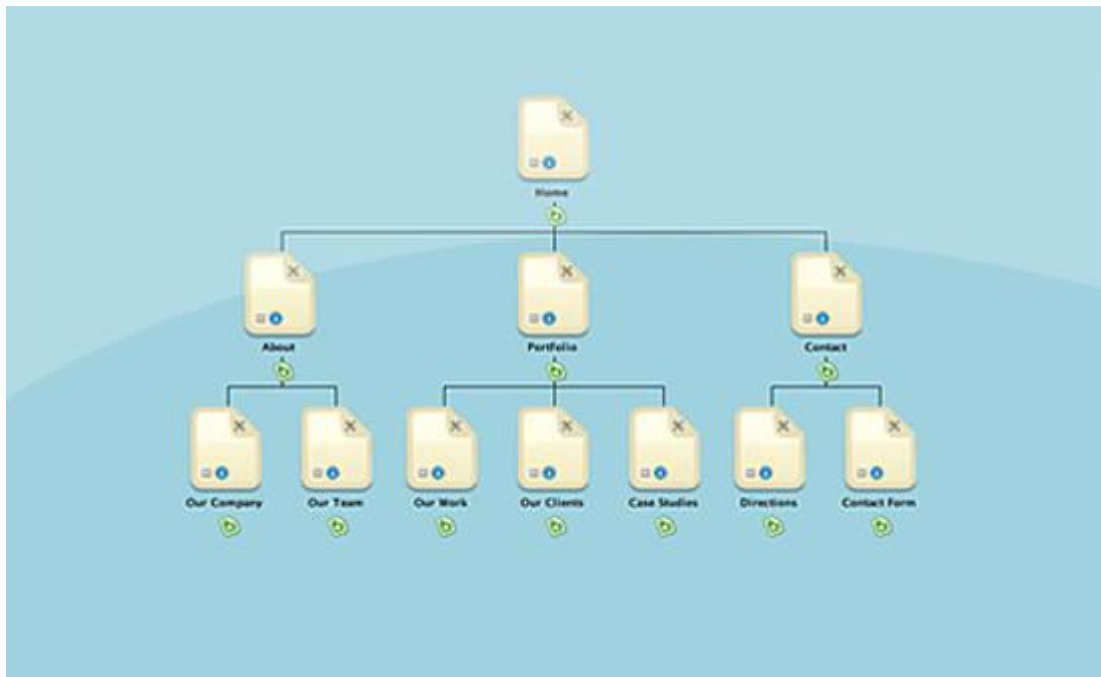 Home
About Portfolio Contact
Our Company Our Team Our Work Our Clients Case Studies Directions Contact Form